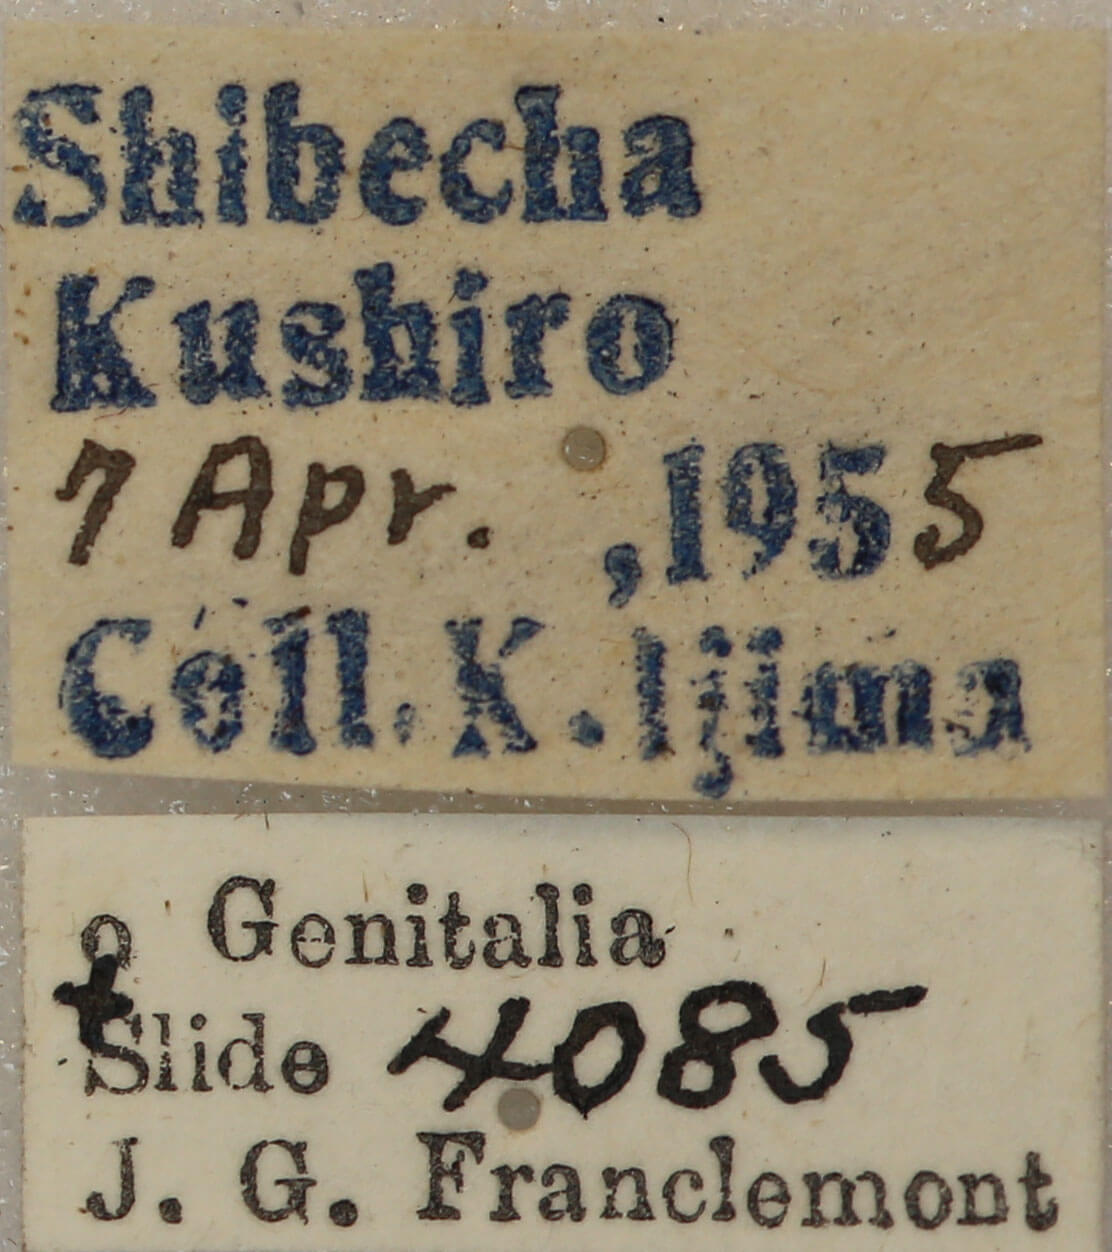 Shibecha
Kushiro
7 Apr. ,1955
Coll. K. Ijima
♀ Genitalia
Slide 4085
J. G. Franclemont